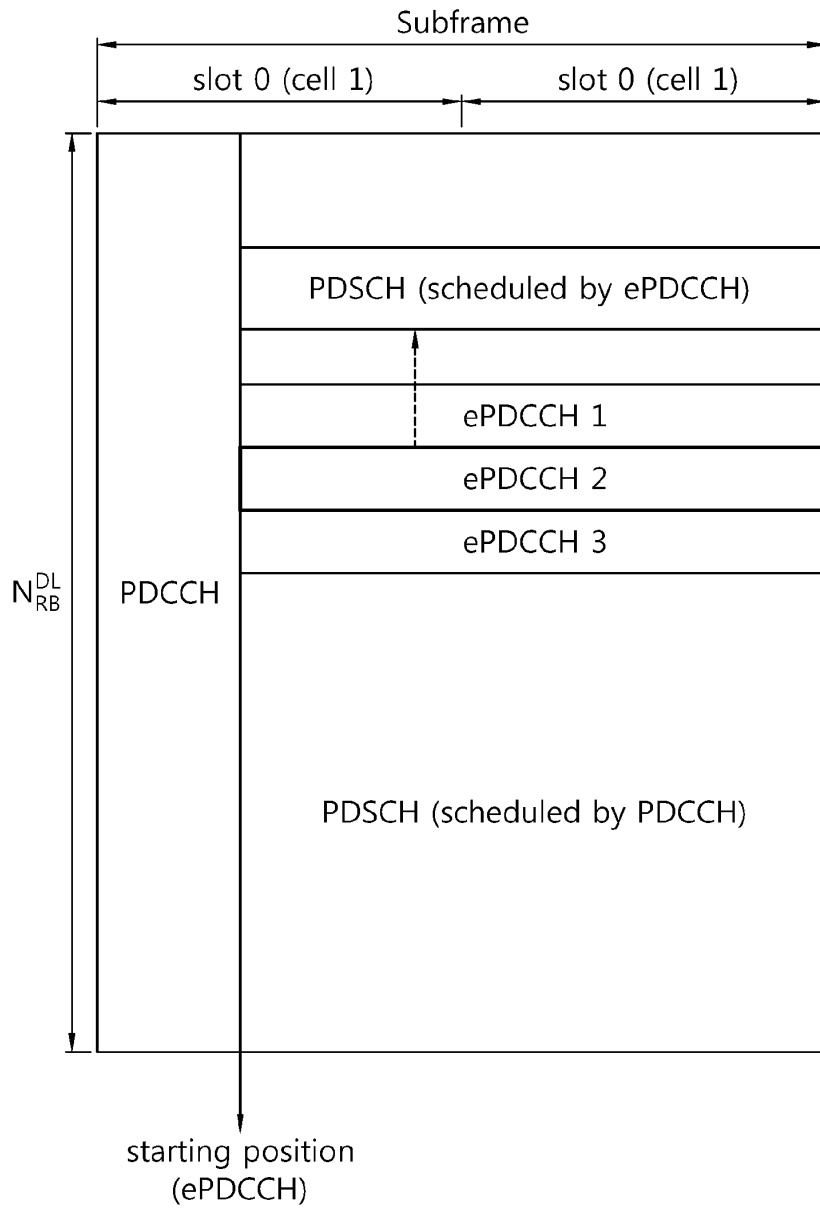 Subframe
slot 0 (cell 1) slot 0 (cell 1)
PDSCH (scheduled by ePDCCH)
ePDCCH 1
ePDCCH 2
ePDCCH 3
N_RB^DL PDCCH
PDSCH (scheduled by PDCCH)
starting position
(ePDCCH)